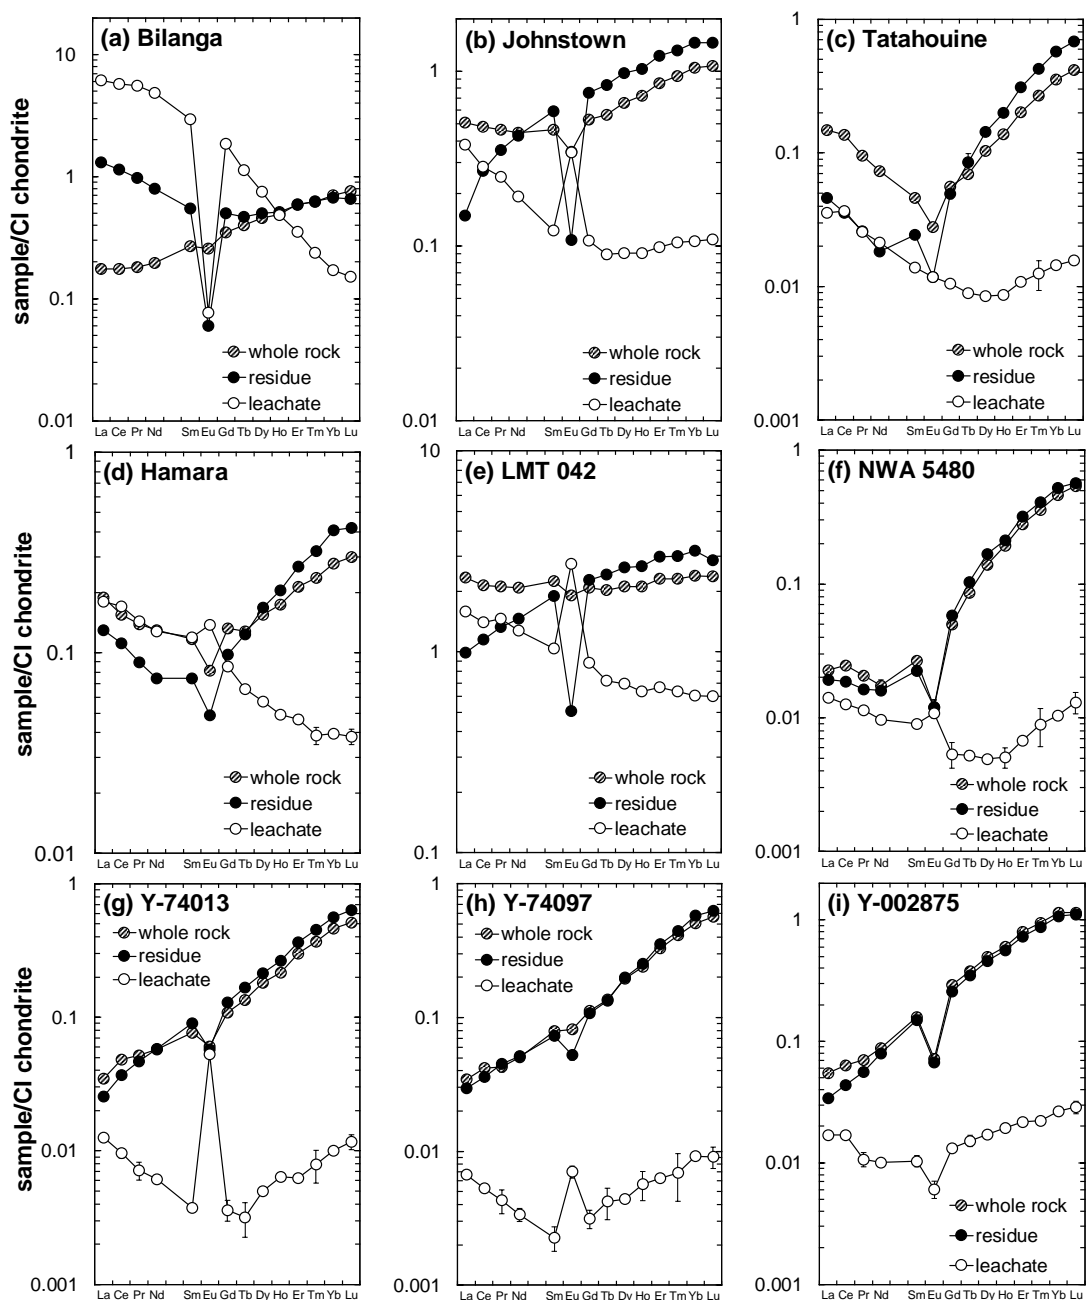 (a) Bilanga
10
1
0.1
0.01
sample/CI chondrite
whole rock
residue
leachate
La Ce Pr Nd Sm Eu Gd Tb Dy Ho Er Tm Yb Lu
(b) Johnstown
1
0.1
0.01
whole rock
residue
leachate
La Ce Pr Nd Sm Eu Gd Tb Dy Ho Er Tm Yb Lu
(c) Tatahouine
1
0.1
0.01
0.001
whole rock
residue
leachate
La Ce Pr Nd Sm Eu Gd Tb Dy Ho Er Tm Yb Lu
(d) Hamara
1
0.1
0.01
sample/CI chondrite
whole rock
residue
leachate
La Ce Pr Nd Sm Eu Gd Tb Dy Ho Er Tm Yb Lu
(e) LMT 042
10
1
0.1
whole rock
residue
leachate
La Ce Pr Nd Sm Eu Gd Tb Dy Ho Er Tm Yb Lu
(f) NWA 5480
1
0.1
0.01
0.001
whole rock
residue
leachate
La Ce Pr Nd Sm Eu Gd Tb Dy Ho Er Tm Yb Lu
(g) Y-74013
1
0.1
0.01
0.001
sample/CI chondrite
whole rock
residue
leachate
La Ce Pr Nd Sm Eu Gd Tb Dy Ho Er Tm Yb Lu
(h) Y-74097
1
0.1
0.01
0.001
whole rock
residue
leachate
La Ce Pr Nd Sm Eu Gd Tb Dy Ho Er Tm Yb Lu
(i) Y-002875
1
0.1
0.01
0.001
whole rock
residue
leachate
La Ce Pr Nd Sm Eu Gd Tb Dy Ho Er Tm Yb Lu